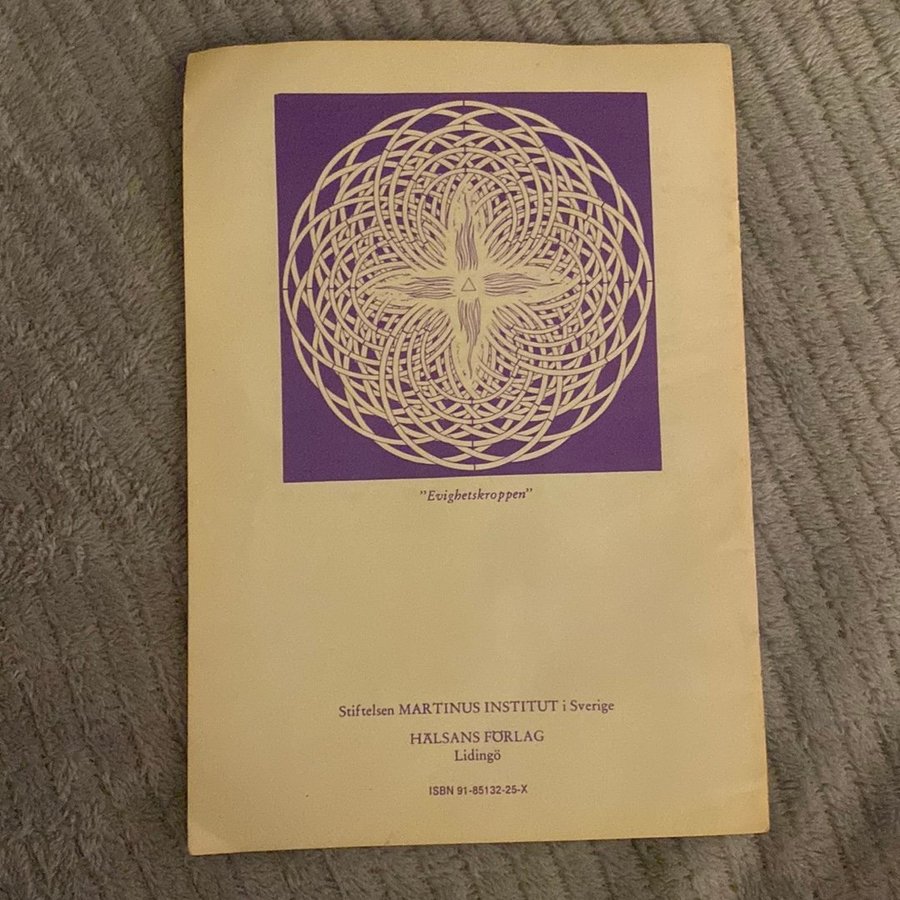 ”Evighetskroppen”
Stiftelsen MARTINUS INSTITUT i Sverige
HÄLSANS FÖRLAG
Lidingö
ISBN 91-85132-25-X